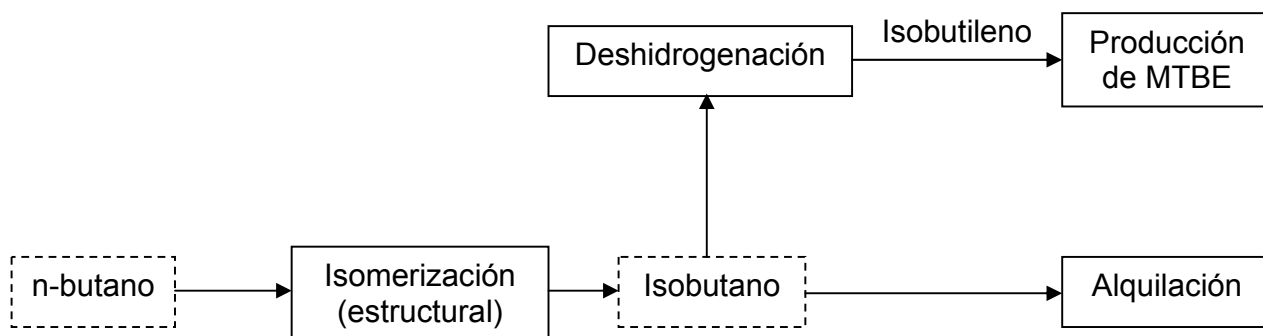 Isobutileno
Deshidrogenación
Producción
de MTBE
n-butano
Isomerización
(estructural)
Isobutano
Alquilación